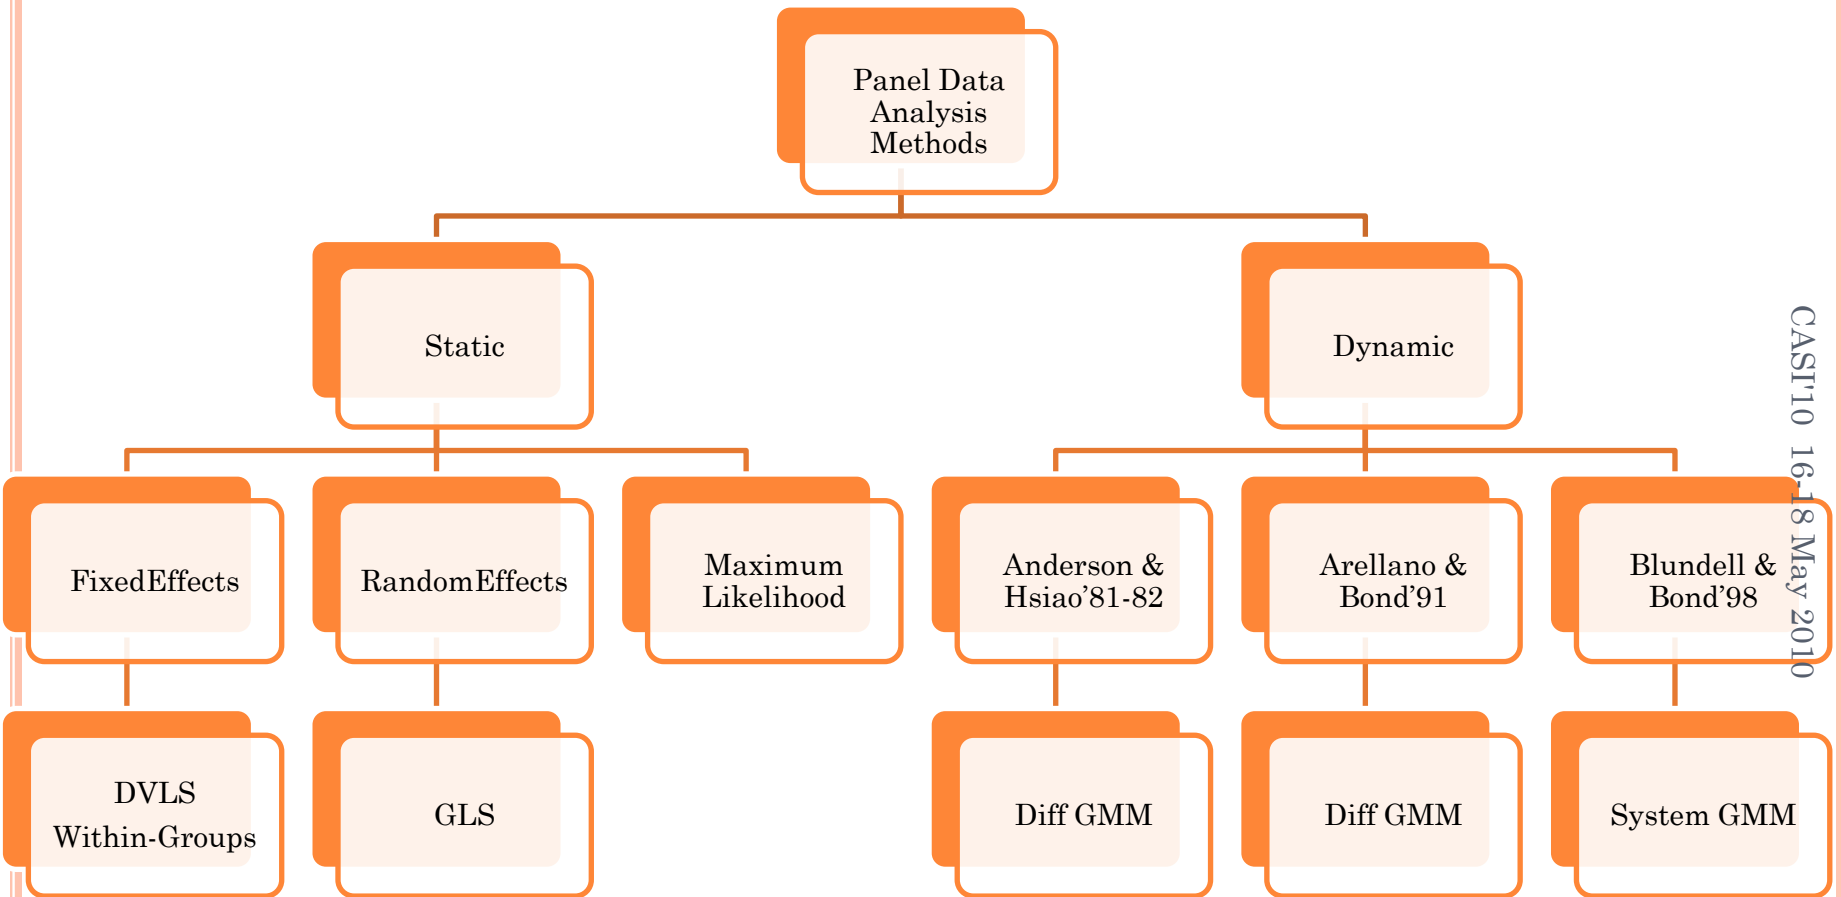 Panel Data
Analysis
Methods
Static
Dynamic
FixedEffects
RandomEffects
Maximum
Likelihood
Anderson &
Hsiao’81-82
Arellano &
Bond’91
Blundell &
Bond’98
DVLS
Within-Groups
GLS
Diff GMM
Diff GMM
System GMM
CASI'10 16-18 May 2010